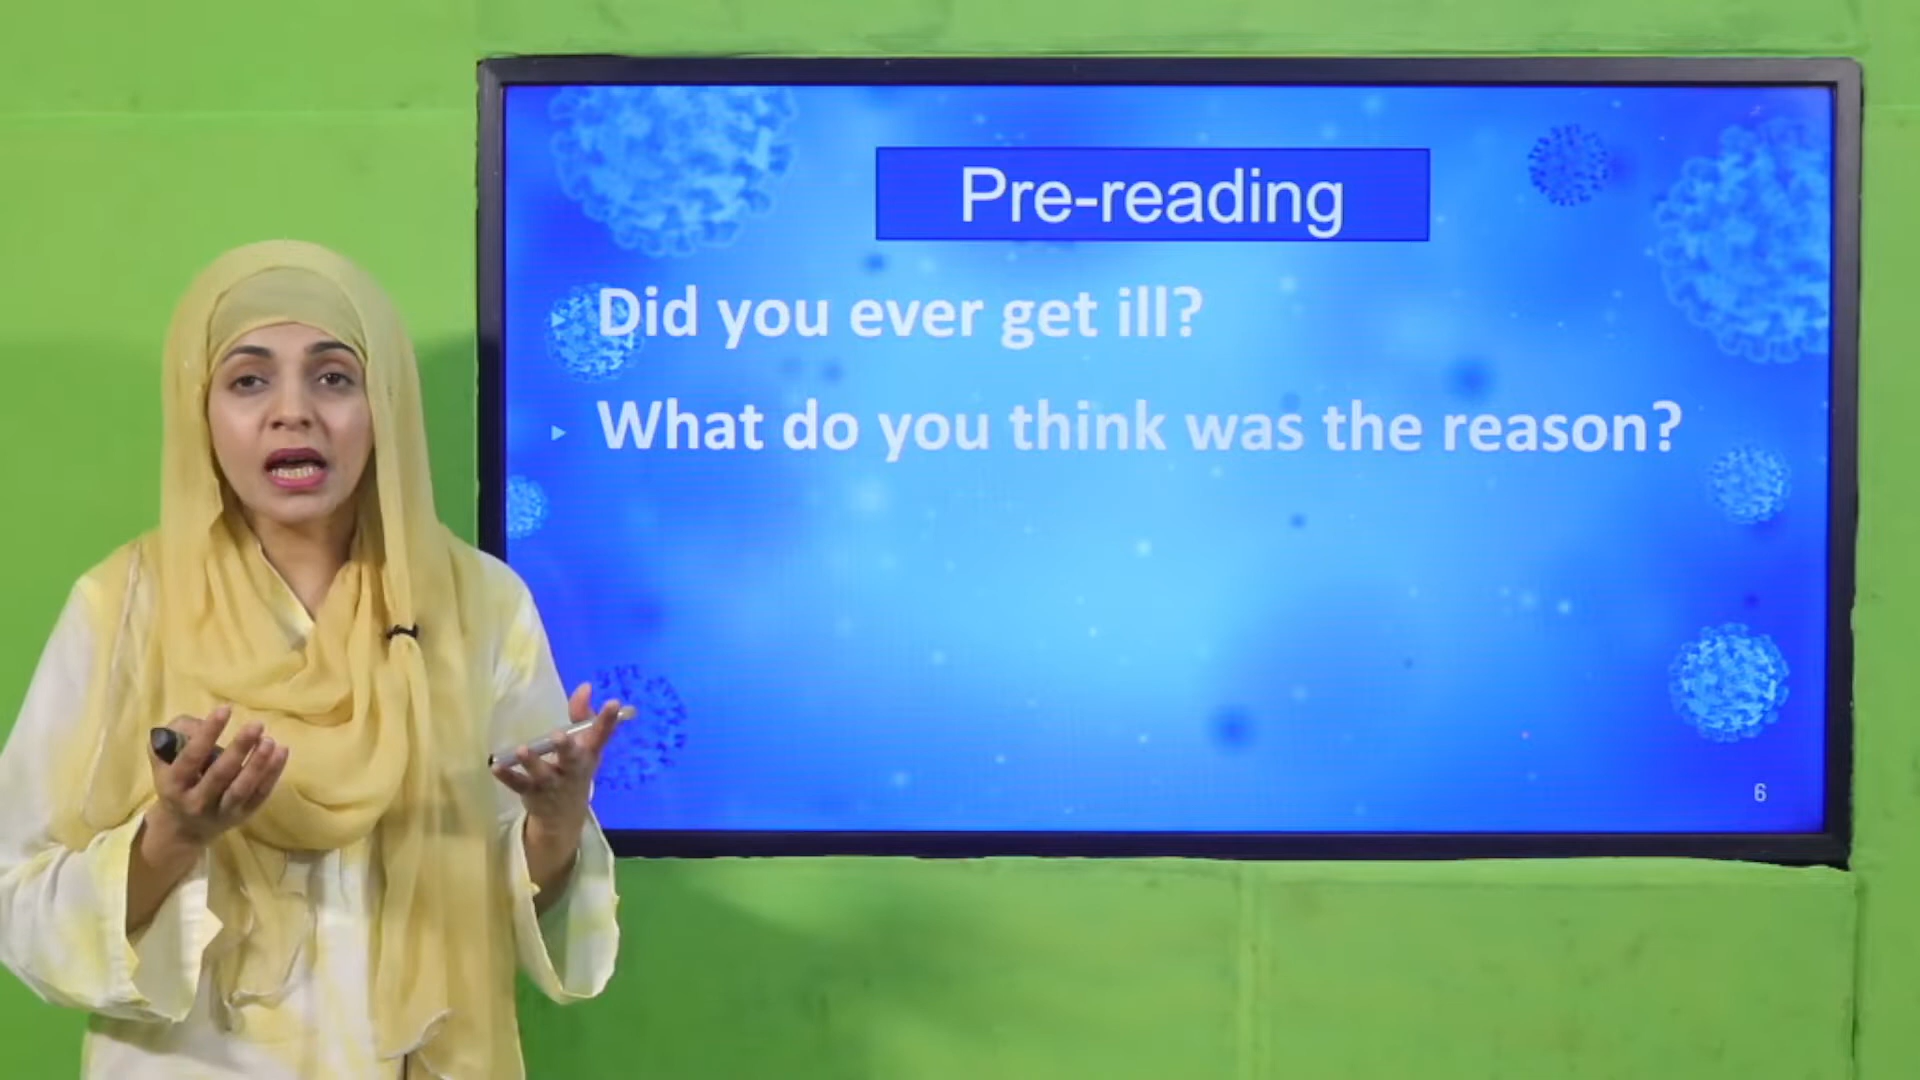 Pre-reading
Did you ever get ill?
What do you think was the reason?
6